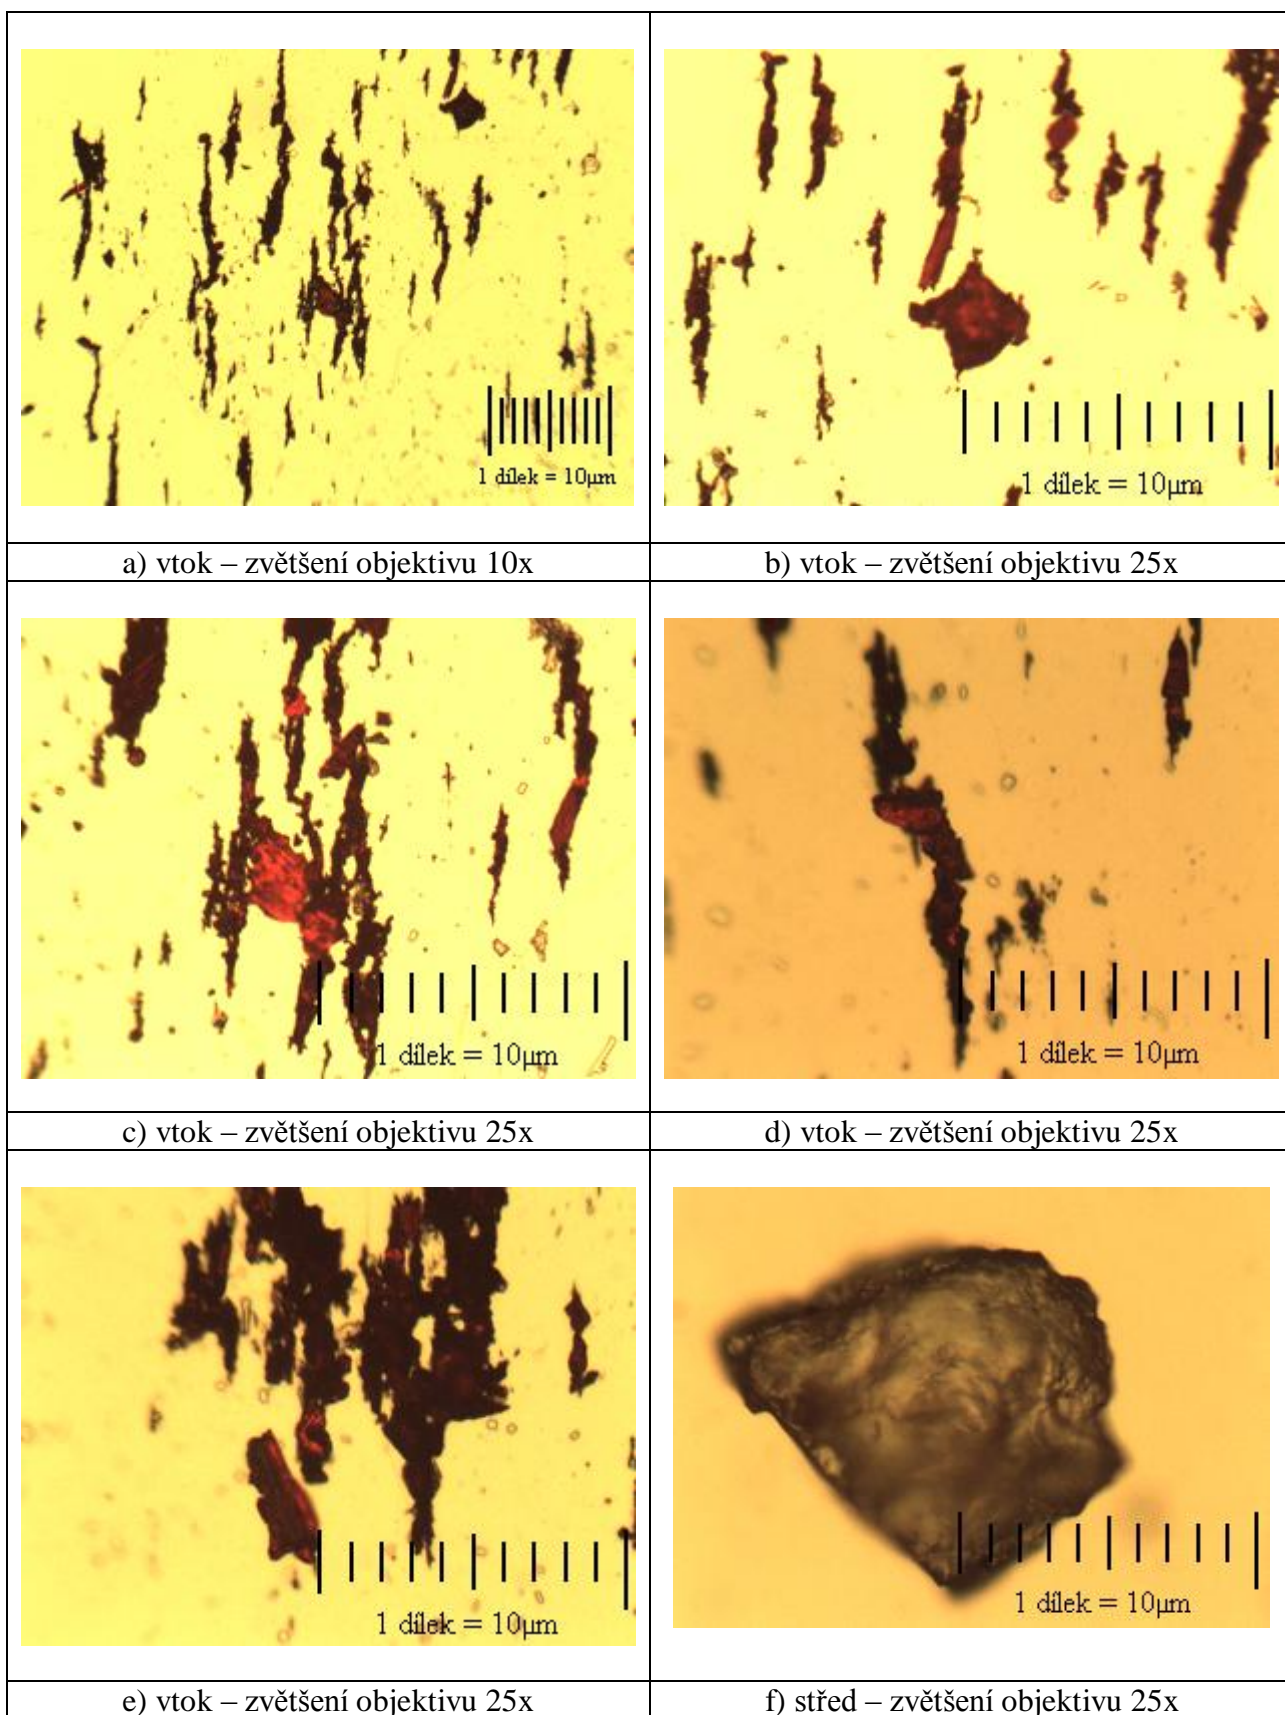 1 dílek = 10µm
1 dílek = 10µm
a) vtok – zvětšení objektivu 10x
b) vtok – zvětšení objektivu 25x
1 dílek = 10µm
1 dílek = 10µm
c) vtok – zvětšení objektivu 25x
d) vtok – zvětšení objektivu 25x
1 dílek = 10µm
1 dílek = 10µm
e) vtok – zvětšení objektivu 25x
f) střed – zvětšení objektivu 25x